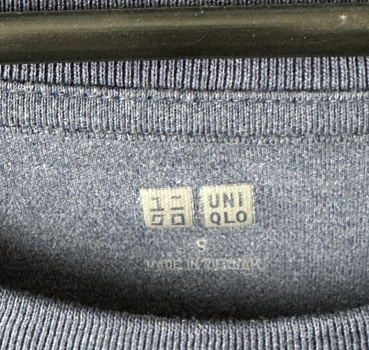 ユニ UNI
クロ QLO
S
MADE IN VIETNAM